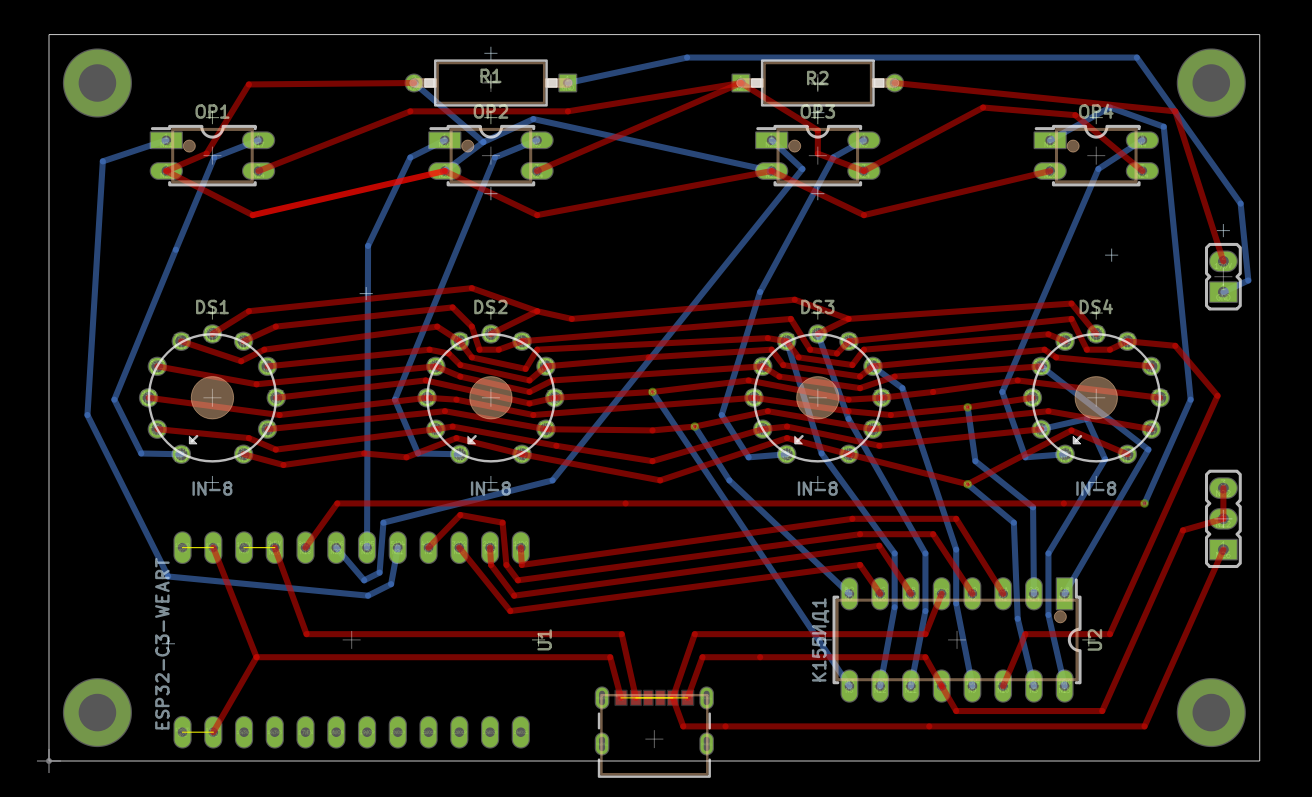 R1
R2
OP1
OP2
OP3
OP4
DS1
DS2
DS3
DS4
IN-8
IN-8
IN-8
IN-8
ESP32-C3-WEART
U1
К155ИД1
U2